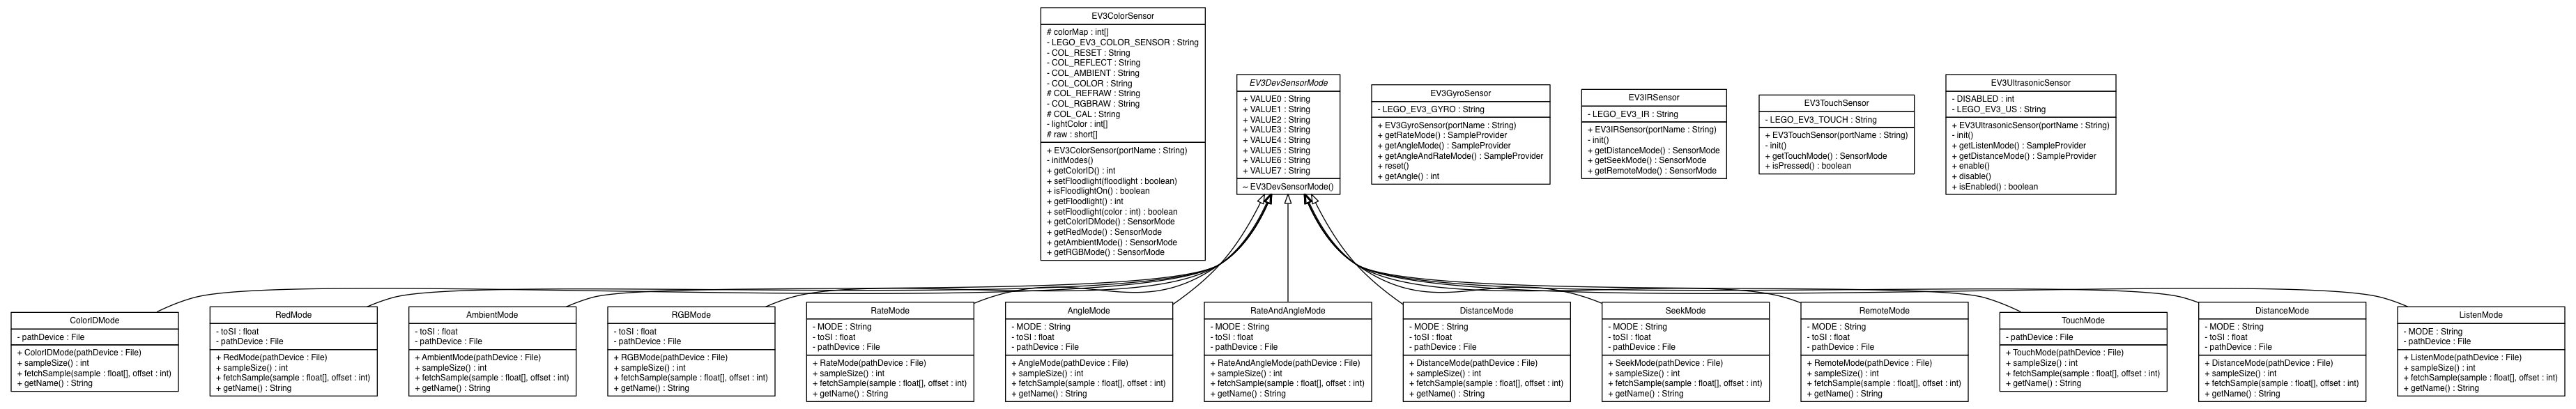 EV3ColorSensor
# colorMap : int[]
- LEGO_EV3_COLOR_SENSOR : String
- COL_RESET : String
- COL_REFLECT : String
- COL_AMBIENT : String
- COL_COLOR : String
# COL_REFRAW : String
- COL_RGBRAW : String
# COL_CAL : String
- lightColor : int[]
# raw : short[]
+ EV3ColorSensor(portName : String)
- initModes()
+ getColorID() : int
+ setFloodlight(floodlight : boolean)
+ isFloodlightOn() : boolean
+ getFloodlight() : int
+ setFloodlight(color : int) : boolean
+ getColorIDMode() : SensorMode
+ getRedMode() : SensorMode
+ getAmbientMode() : SensorMode
+ getRGBMode() : SensorMode
EV3DevSensorMode
+ VALUE0 : String
+ VALUE1 : String
+ VALUE2 : String
+ VALUE3 : String
+ VALUE4 : String
+ VALUE5 : String
+ VALUE6 : String
+ VALUE7 : String
~ EV3DevSensorMode()
EV3GyroSensor
- LEGO_EV3_GYRO : String
+ EV3GyroSensor(portName : String)
+ getRateMode() : SampleProvider
+ getAngleMode() : SampleProvider
+ getAngleAndRateMode() : SampleProvider
+ reset()
+ getAngle() : int
EV3IRSensor
- LEGO_EV3_IR : String
+ EV3IRSensor(portName : String)
- init()
+ getDistanceMode() : SensorMode
+ getSeekMode() : SensorMode
+ getRemoteMode() : SensorMode
EV3TouchSensor
- LEGO_EV3_TOUCH : String
+ EV3TouchSensor(portName : String)
- init()
+ getTouchMode() : SensorMode
+ isPressed() : boolean
EV3UltrasonicSensor
- DISABLED : int
- LEGO_EV3_US : String
+ EV3UltrasonicSensor(portName : String)
- init()
+ getListenMode() : SampleProvider
+ getDistanceMode() : SampleProvider
+ enable()
+ disable()
+ isEnabled() : boolean
ColorIDMode
- pathDevice : File
+ ColorIDMode(pathDevice : File)
+ sampleSize() : int
+ fetchSample(sample : float[], offset : int)
+ getName() : String
RedMode
- toSI : float
- pathDevice : File
+ RedMode(pathDevice : File)
+ sampleSize() : int
+ fetchSample(sample : float[], offset : int)
+ getName() : String
AmbientMode
- toSI : float
- pathDevice : File
+ AmbientMode(pathDevice : File)
+ sampleSize() : int
+ fetchSample(sample : float[], offset : int)
+ getName() : String
RGBMode
- toSI : float
- pathDevice : File
+ RGBMode(pathDevice : File)
+ sampleSize() : int
+ fetchSample(sample : float[], offset : int)
+ getName() : String
RateMode
- MODE : String
- toSI : float
- pathDevice : File
+ RateMode(pathDevice : File)
+ sampleSize() : int
+ fetchSample(sample : float[], offset : int)
+ getName() : String
AngleMode
- MODE : String
- toSI : float
- pathDevice : File
+ AngleMode(pathDevice : File)
+ sampleSize() : int
+ fetchSample(sample : float[], offset : int)
+ getName() : String
RateAndAngleMode
- MODE : String
- toSI : float
- pathDevice : File
+ RateAndAngleMode(pathDevice : File)
+ sampleSize() : int
+ fetchSample(sample : float[], offset : int)
+ getName() : String
DistanceMode
- MODE : String
- toSI : float
- pathDevice : File
+ DistanceMode(pathDevice : File)
+ sampleSize() : int
+ fetchSample(sample : float[], offset : int)
+ getName() : String
SeekMode
- MODE : String
- toSI : float
- pathDevice : File
+ SeekMode(pathDevice : File)
+ sampleSize() : int
+ fetchSample(sample : float[], offset : int)
+ getName() : String
RemoteMode
- MODE : String
- toSI : float
- pathDevice : File
+ RemoteMode(pathDevice : File)
+ sampleSize() : int
+ fetchSample(sample : float[], offset : int)
+ getName() : String
TouchMode
- pathDevice : File
+ TouchMode(pathDevice : File)
+ sampleSize() : int
+ fetchSample(sample : float[], offset : int)
+ getName() : String
DistanceMode
- MODE : String
- toSI : float
- pathDevice : File
+ DistanceMode(pathDevice : File)
+ sampleSize() : int
+ fetchSample(sample : float[], offset : int)
+ getName() : String
ListenMode
- MODE : String
- pathDevice : File
+ ListenMode(pathDevice : File)
+ sampleSize() : int
+ fetchSample(sample : float[], offset : int)
+ getName() : String